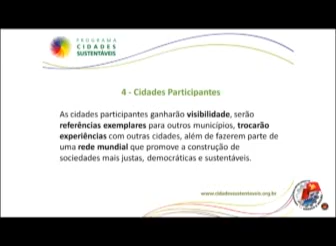 PROGRAMA
CIDADES
SUSTENTÁVEIS
4 - Cidades Participantes
As cidades participantes ganharão visibilidade, serão
referências exemplares para outros municípios, trocarão
experiências com outras cidades, além de fazerem parte de
uma rede mundial que promove a construção de
sociedades mais justas, democráticas e sustentáveis.
www.cidadessustentaveis.org.br